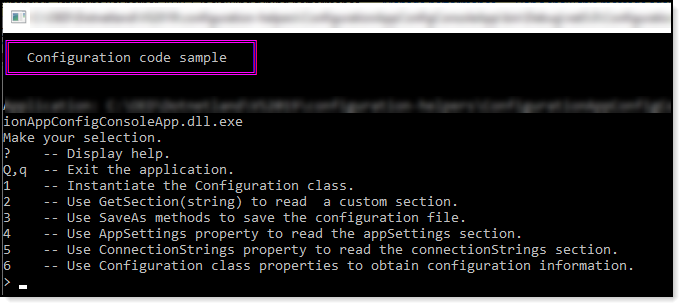 Configuration code sample
ionAppConfigConsoleApp.dll.exe
Make your selection.
?    -- Display help.
Q,q  -- Exit the application.
1    -- Instantiate the Configuration class.
2    -- Use GetSection(string) to read  a custom section.
3    -- Use SaveAs methods to save the configuration file.
4    -- Use AppSettings property to read the appSettings section.
5    -- Use ConnectionStrings property to read the connectionStrings section.
6    -- Use Configuration class properties to obtain configuration information.
>